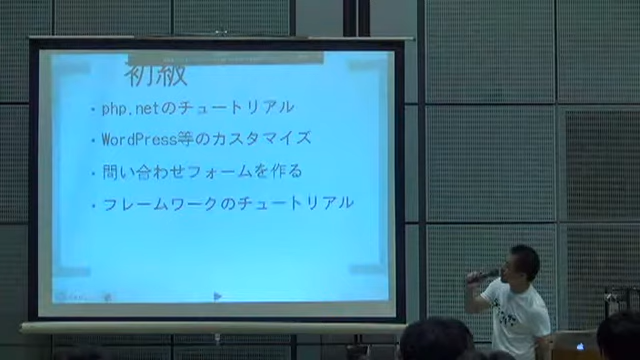 初級
・php.netのチュートリアル
・WordPress等のカスタマイズ
・問い合わせフォームを作る
・フレームワークのチュートリアル